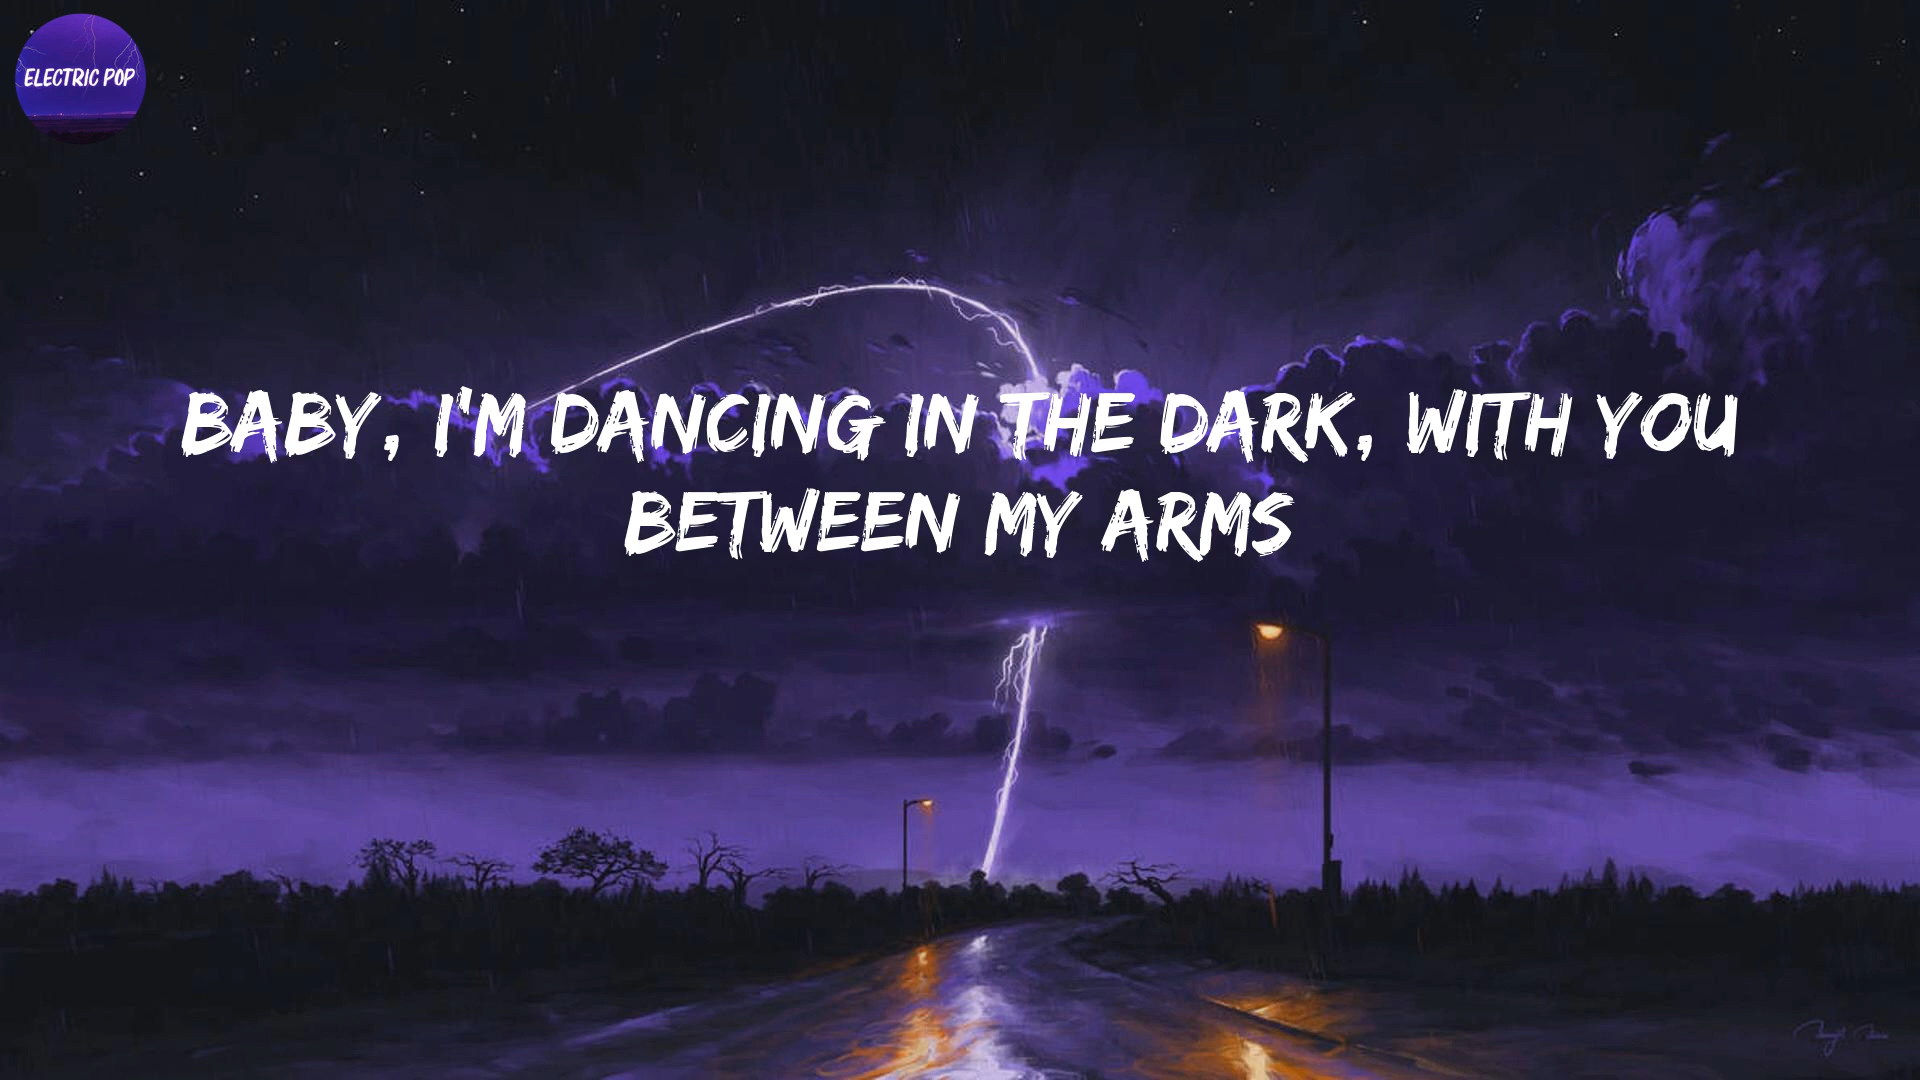 ELECTRIC POP
BABY, I'M DANCING IN THE DARK, WITH YOU
BETWEEN MY ARMS